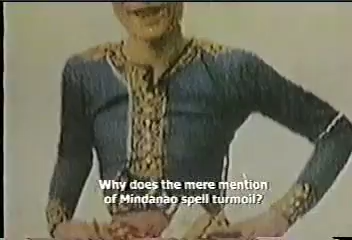 Why does the mere mention
of Mindanao spell turmoil?